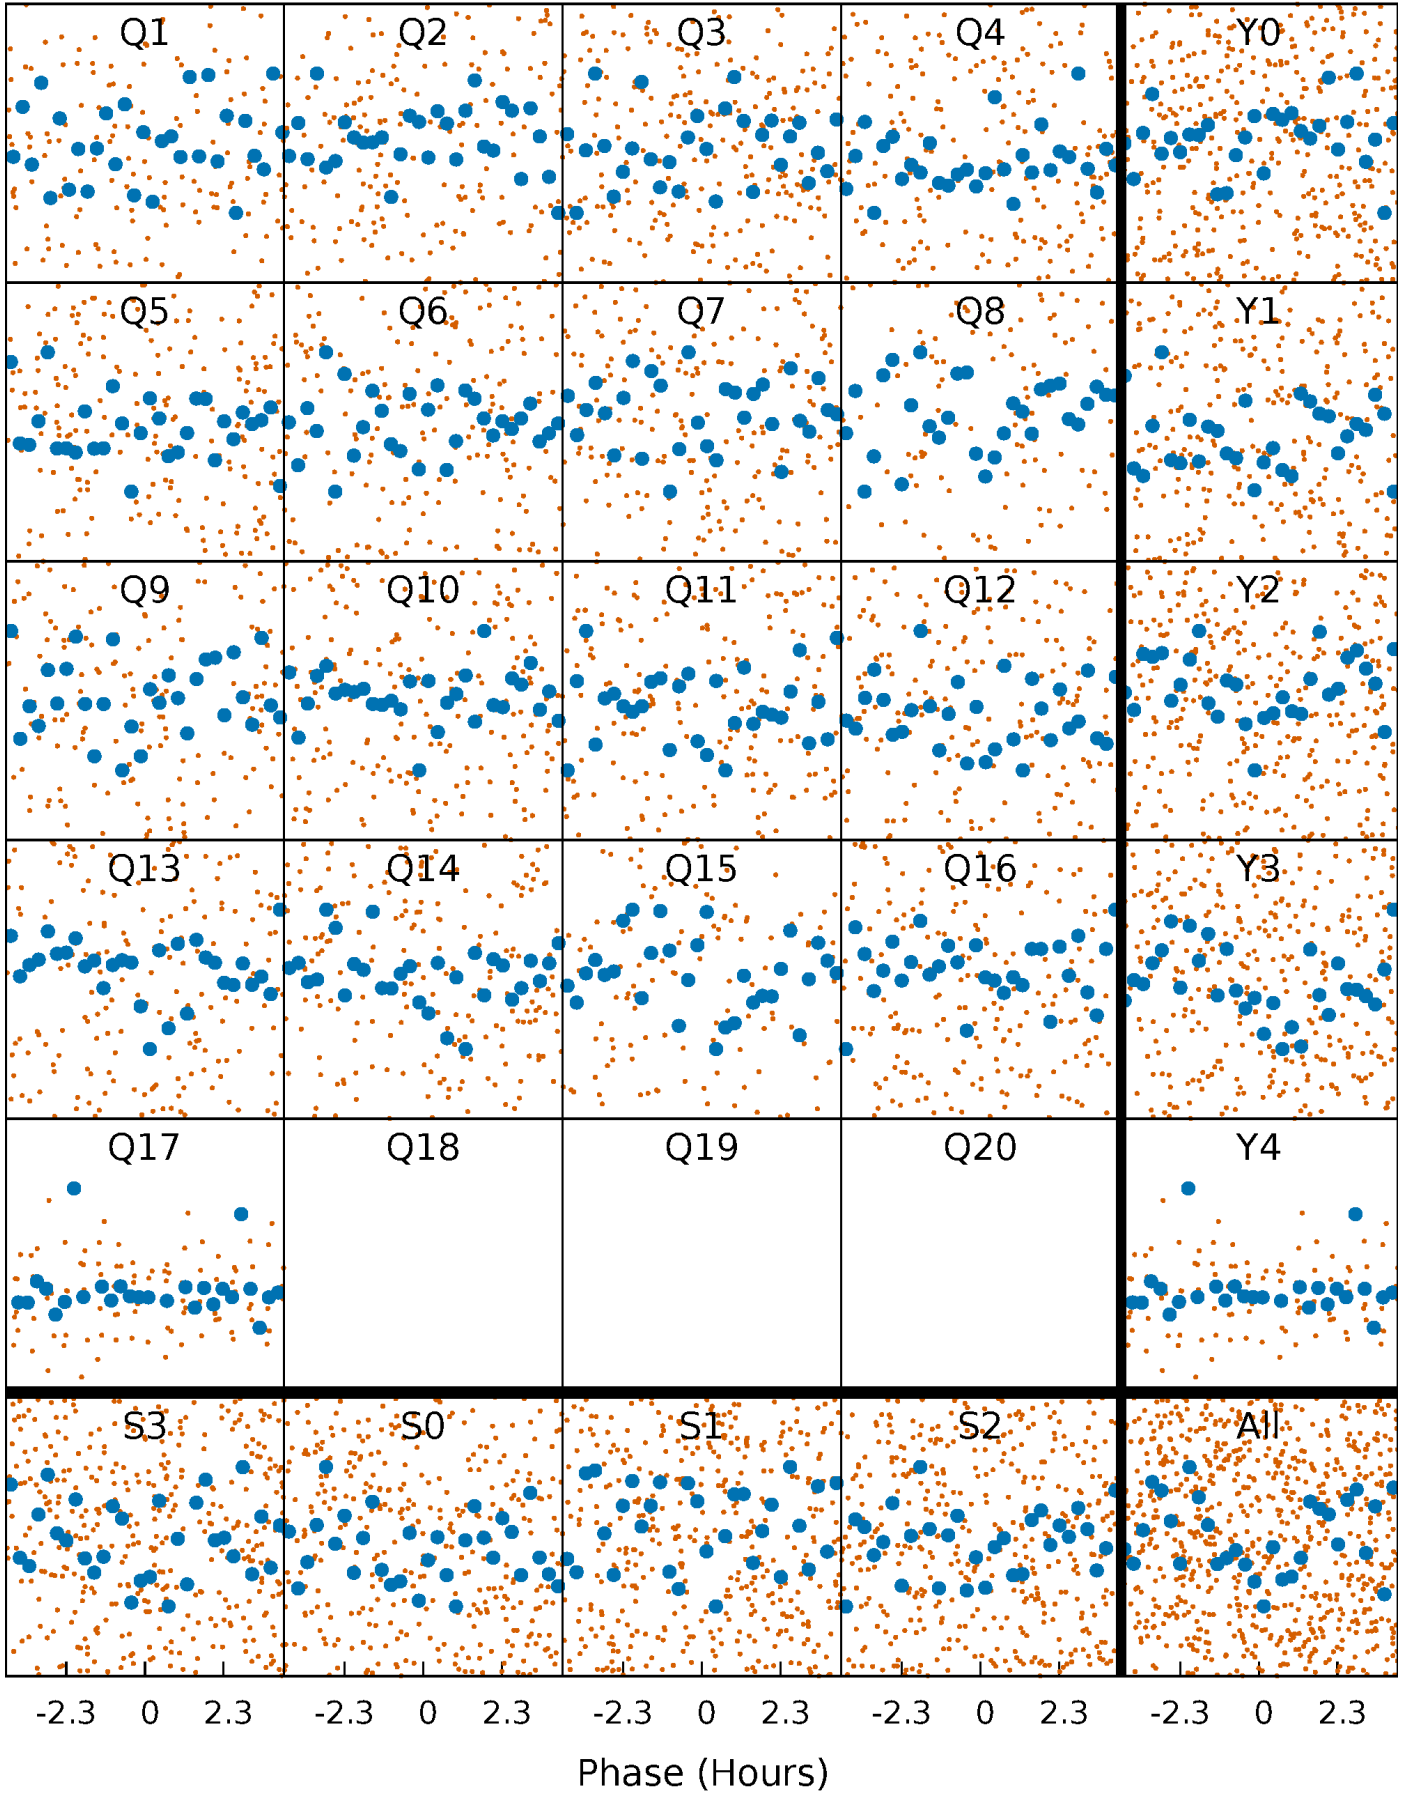 Q1 Q2 Q3 Q4 Y0
Q5 Q6 Q7 Q8 Y1
Q9 Q10 Q11 Q12 Y2
Q13 Q14 Q15 Q16 Y3
Q17 Q18 Q19 Q20 Y4
S3 S0 S1 S2 All
-2.3 0 2.3 -2.3 0 2.3 -2.3 0 2.3 -2.3 0 2.3 -2.3 0 2.3
Phase (Hours)